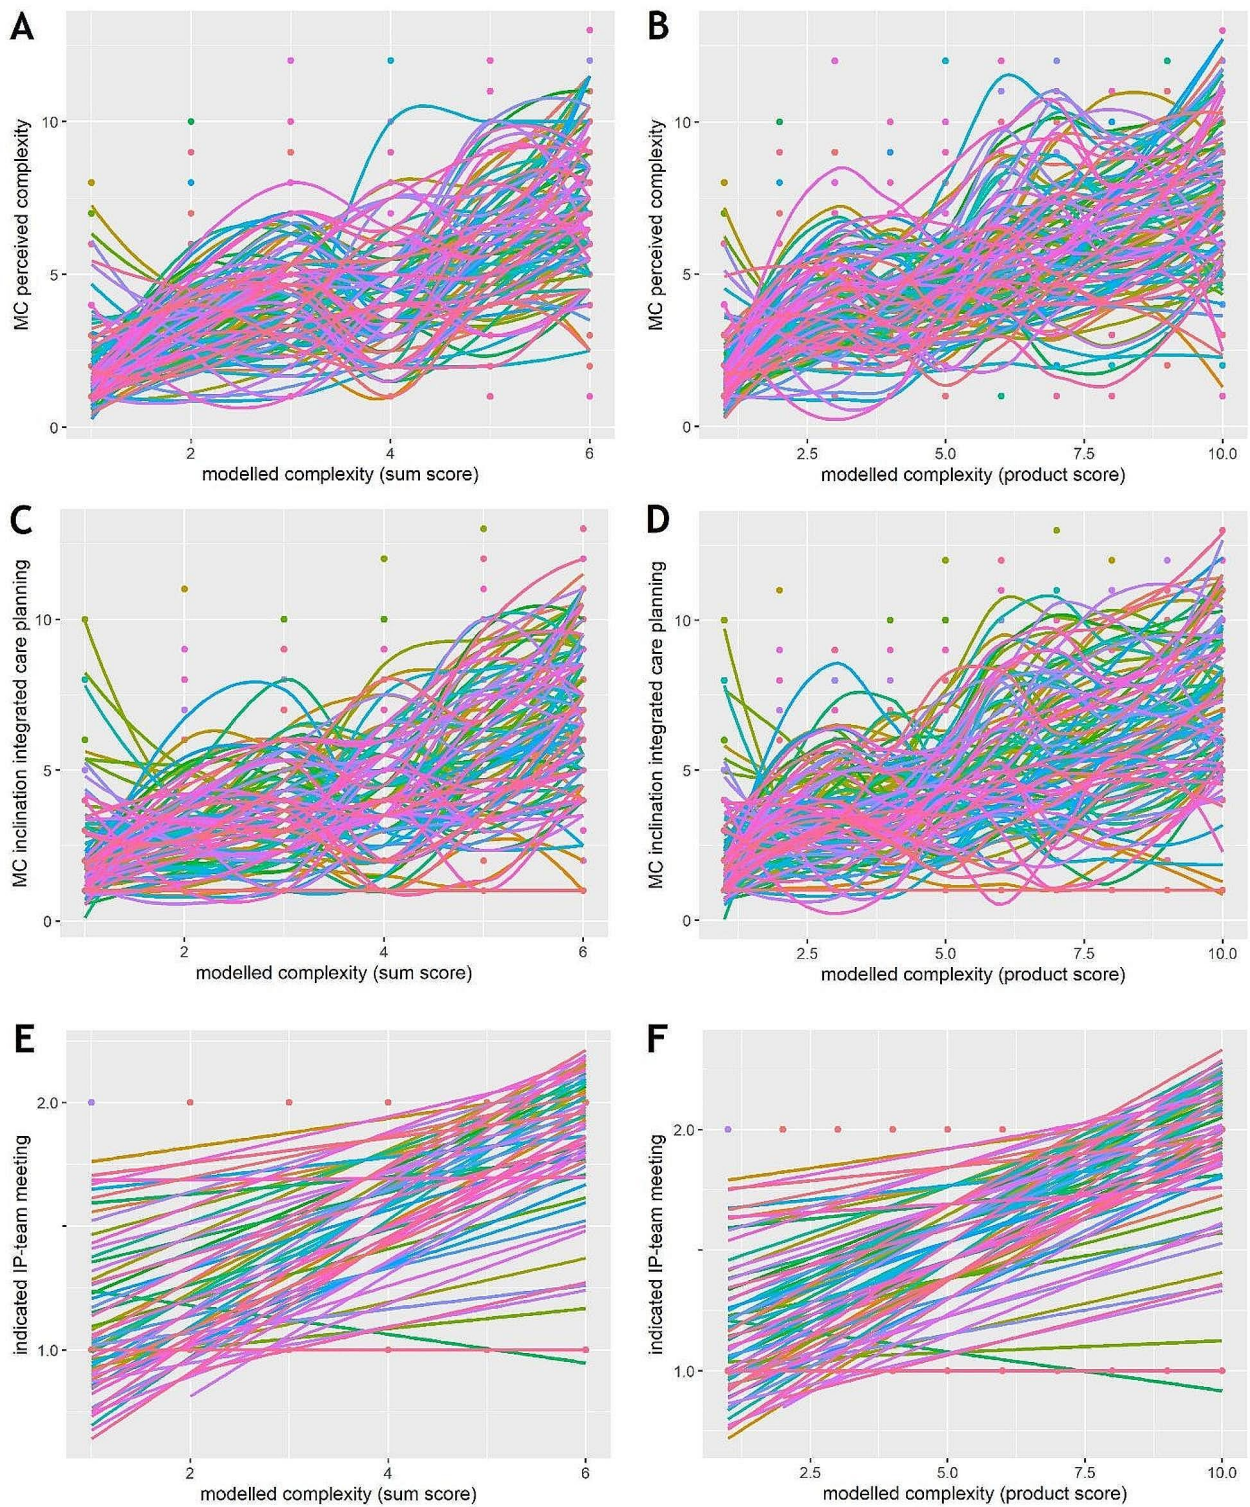 A
B
10
5
0
MC perceived complexity
2
4
6
modelled complexity (sum score)
10
5
0
MC perceived complexity
2.5
5.0
7.5
10.0
modelled complexity (product score)
C
D
10
5
0
MC inclination integrated care planning
2
4
6
modelled complexity (sum score)
10
5
0
MC inclination integrated care planning
2.5
5.0
7.5
10.0
modelled complexity (product score)
E
F
2.0
1.0
indicated IP-team meeting
2
4
6
modelled complexity (sum score)
2.0
1.0
indicated IP-team meeting
2.5
5.0
7.5
10.0
modelled complexity (product score)